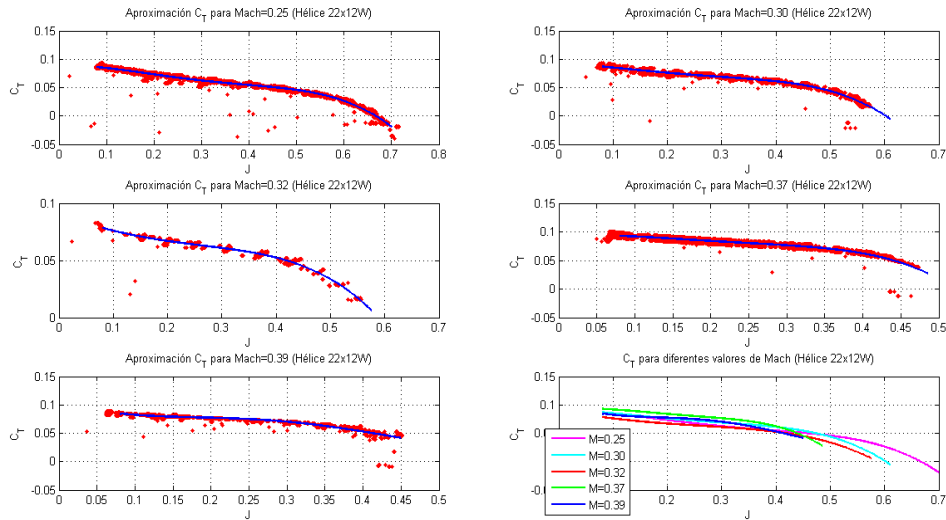 Aproximación C_T para Mach=0.25 (Hélice 22x12W)
0.15
0.1
0.05
0
-0.05
C_T
0 0.1 0.2 0.3 0.4 0.5 0.6 0.7 0.8
J
Aproximación C_T para Mach=0.30 (Hélice 22x12W)
0.15
0.1
0.05
0
-0.05
C_T
0 0.1 0.2 0.3 0.4 0.5 0.6 0.7
J
Aproximación C_T para Mach=0.32 (Hélice 22x12W)
0.1
0.05
0
C_T
0 0.1 0.2 0.3 0.4 0.5 0.6 0.7
J
Aproximación C_T para Mach=0.37 (Hélice 22x12W)
0.15
0.1
0.05
0
-0.05
C_T
0 0.05 0.1 0.15 0.2 0.25 0.3 0.35 0.4 0.45 0.5
J
Aproximación C_T para Mach=0.39 (Hélice 22x12W)
0.15
0.1
0.05
0
-0.05
C_T
0 0.05 0.1 0.15 0.2 0.25 0.3 0.35 0.4 0.45 0.5
J
C_T para diferentes valores de Mach (Hélice 22x12W)
0.15
0.1
0.05
0
-0.05
C_T
M=0.25
M=0.30
M=0.32
M=0.37
M=0.39
0 0.1 0.2 0.3 0.4 0.5 0.6 0.7
J